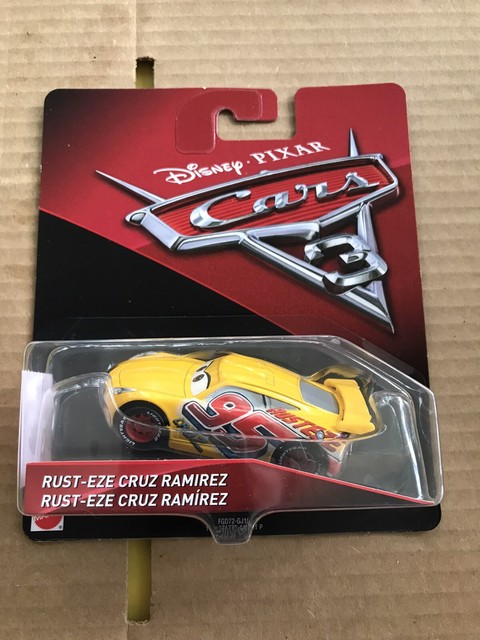 Disney · PIXAR
Cars
3
95
RUST-EZE
RUST-EZE CRUZ RAMIREZ
RUST-EZE CRUZ RAMÍREZ